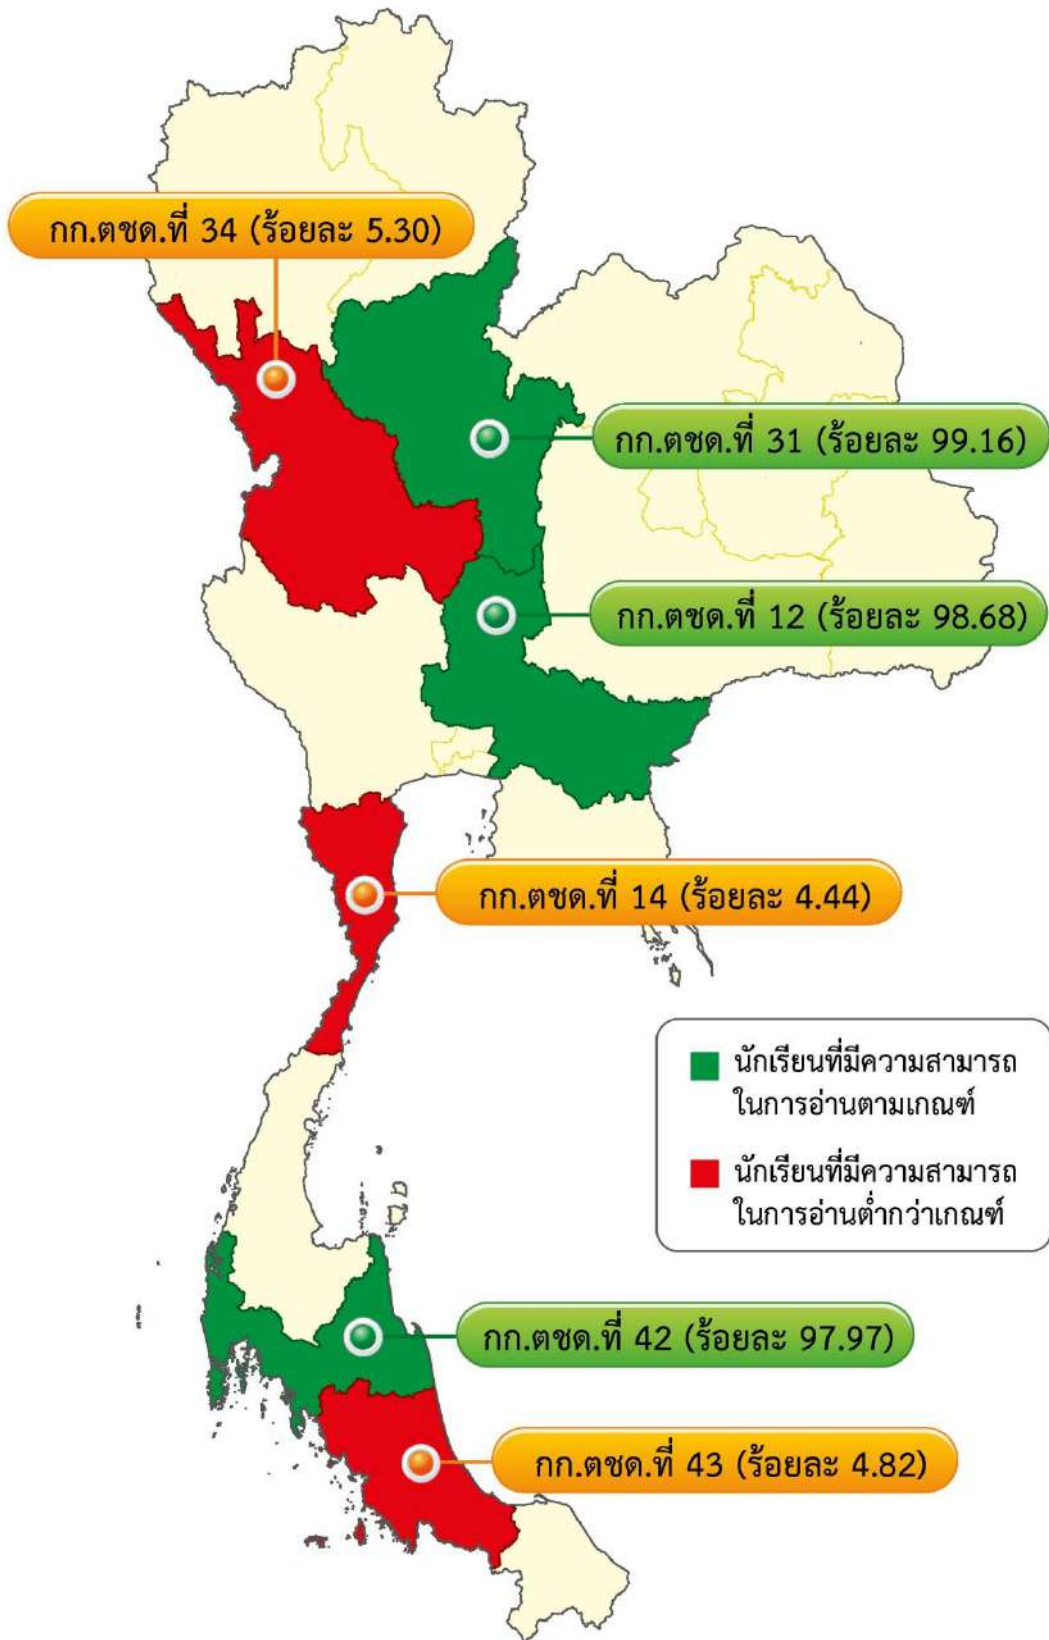 กก.ตชด.ที่ 34 (ร้อยละ 5.30)
กก.ตชด.ที่ 31 (ร้อยละ 99.16)
กก.ตชด.ที่ 12 (ร้อยละ 98.68)
กก.ตชด.ที่ 14 (ร้อยละ 4.44)
นักเรียนที่มีความสามารถ
ในการอ่านตามเกณฑ์
นักเรียนที่มีความสามารถ
ในการอ่านต่ำกว่าเกณฑ์
กก.ตชด.ที่ 42 (ร้อยละ 97.97)
กก.ตชด.ที่ 43 (ร้อยละ 4.82)